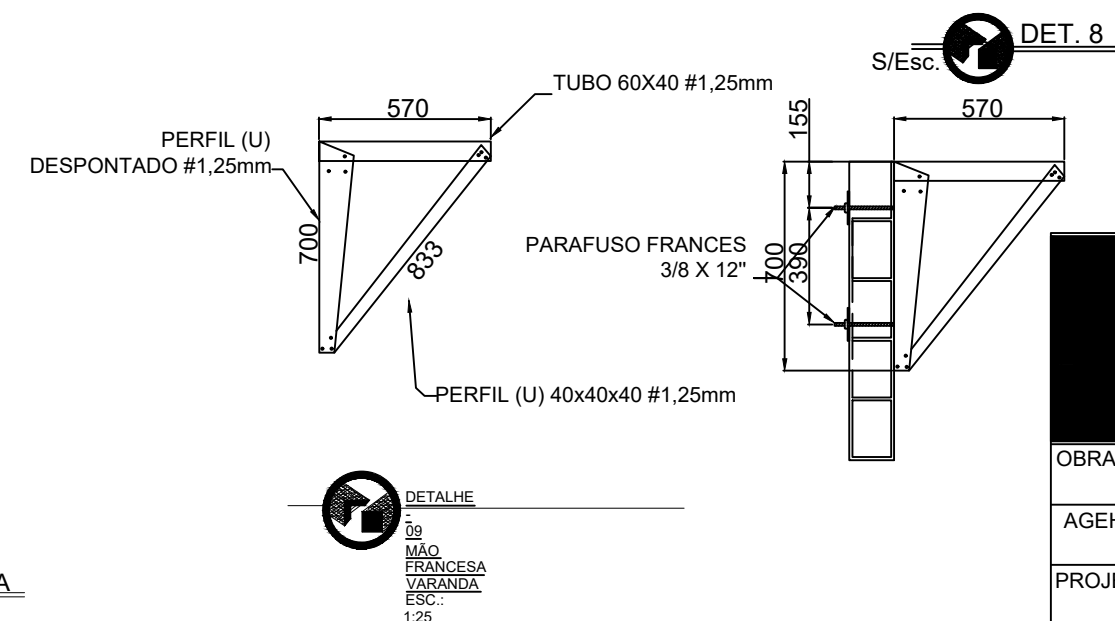 DET. 8
S/Esc.
TUBO 60X40 #1,25mm
570
PERFIL (U)
DESPONTADO #1,25mm
700
833
PERFIL (U) 40x40x40 #1,25mm
155
570
PARAFUSO FRANCES
3/8 X 12"
700
390
DETALHE
-
09
MÃO
FRANCESA
VARANDA
ESC.:
1:25
A
OBRA
AGEH
PROJE